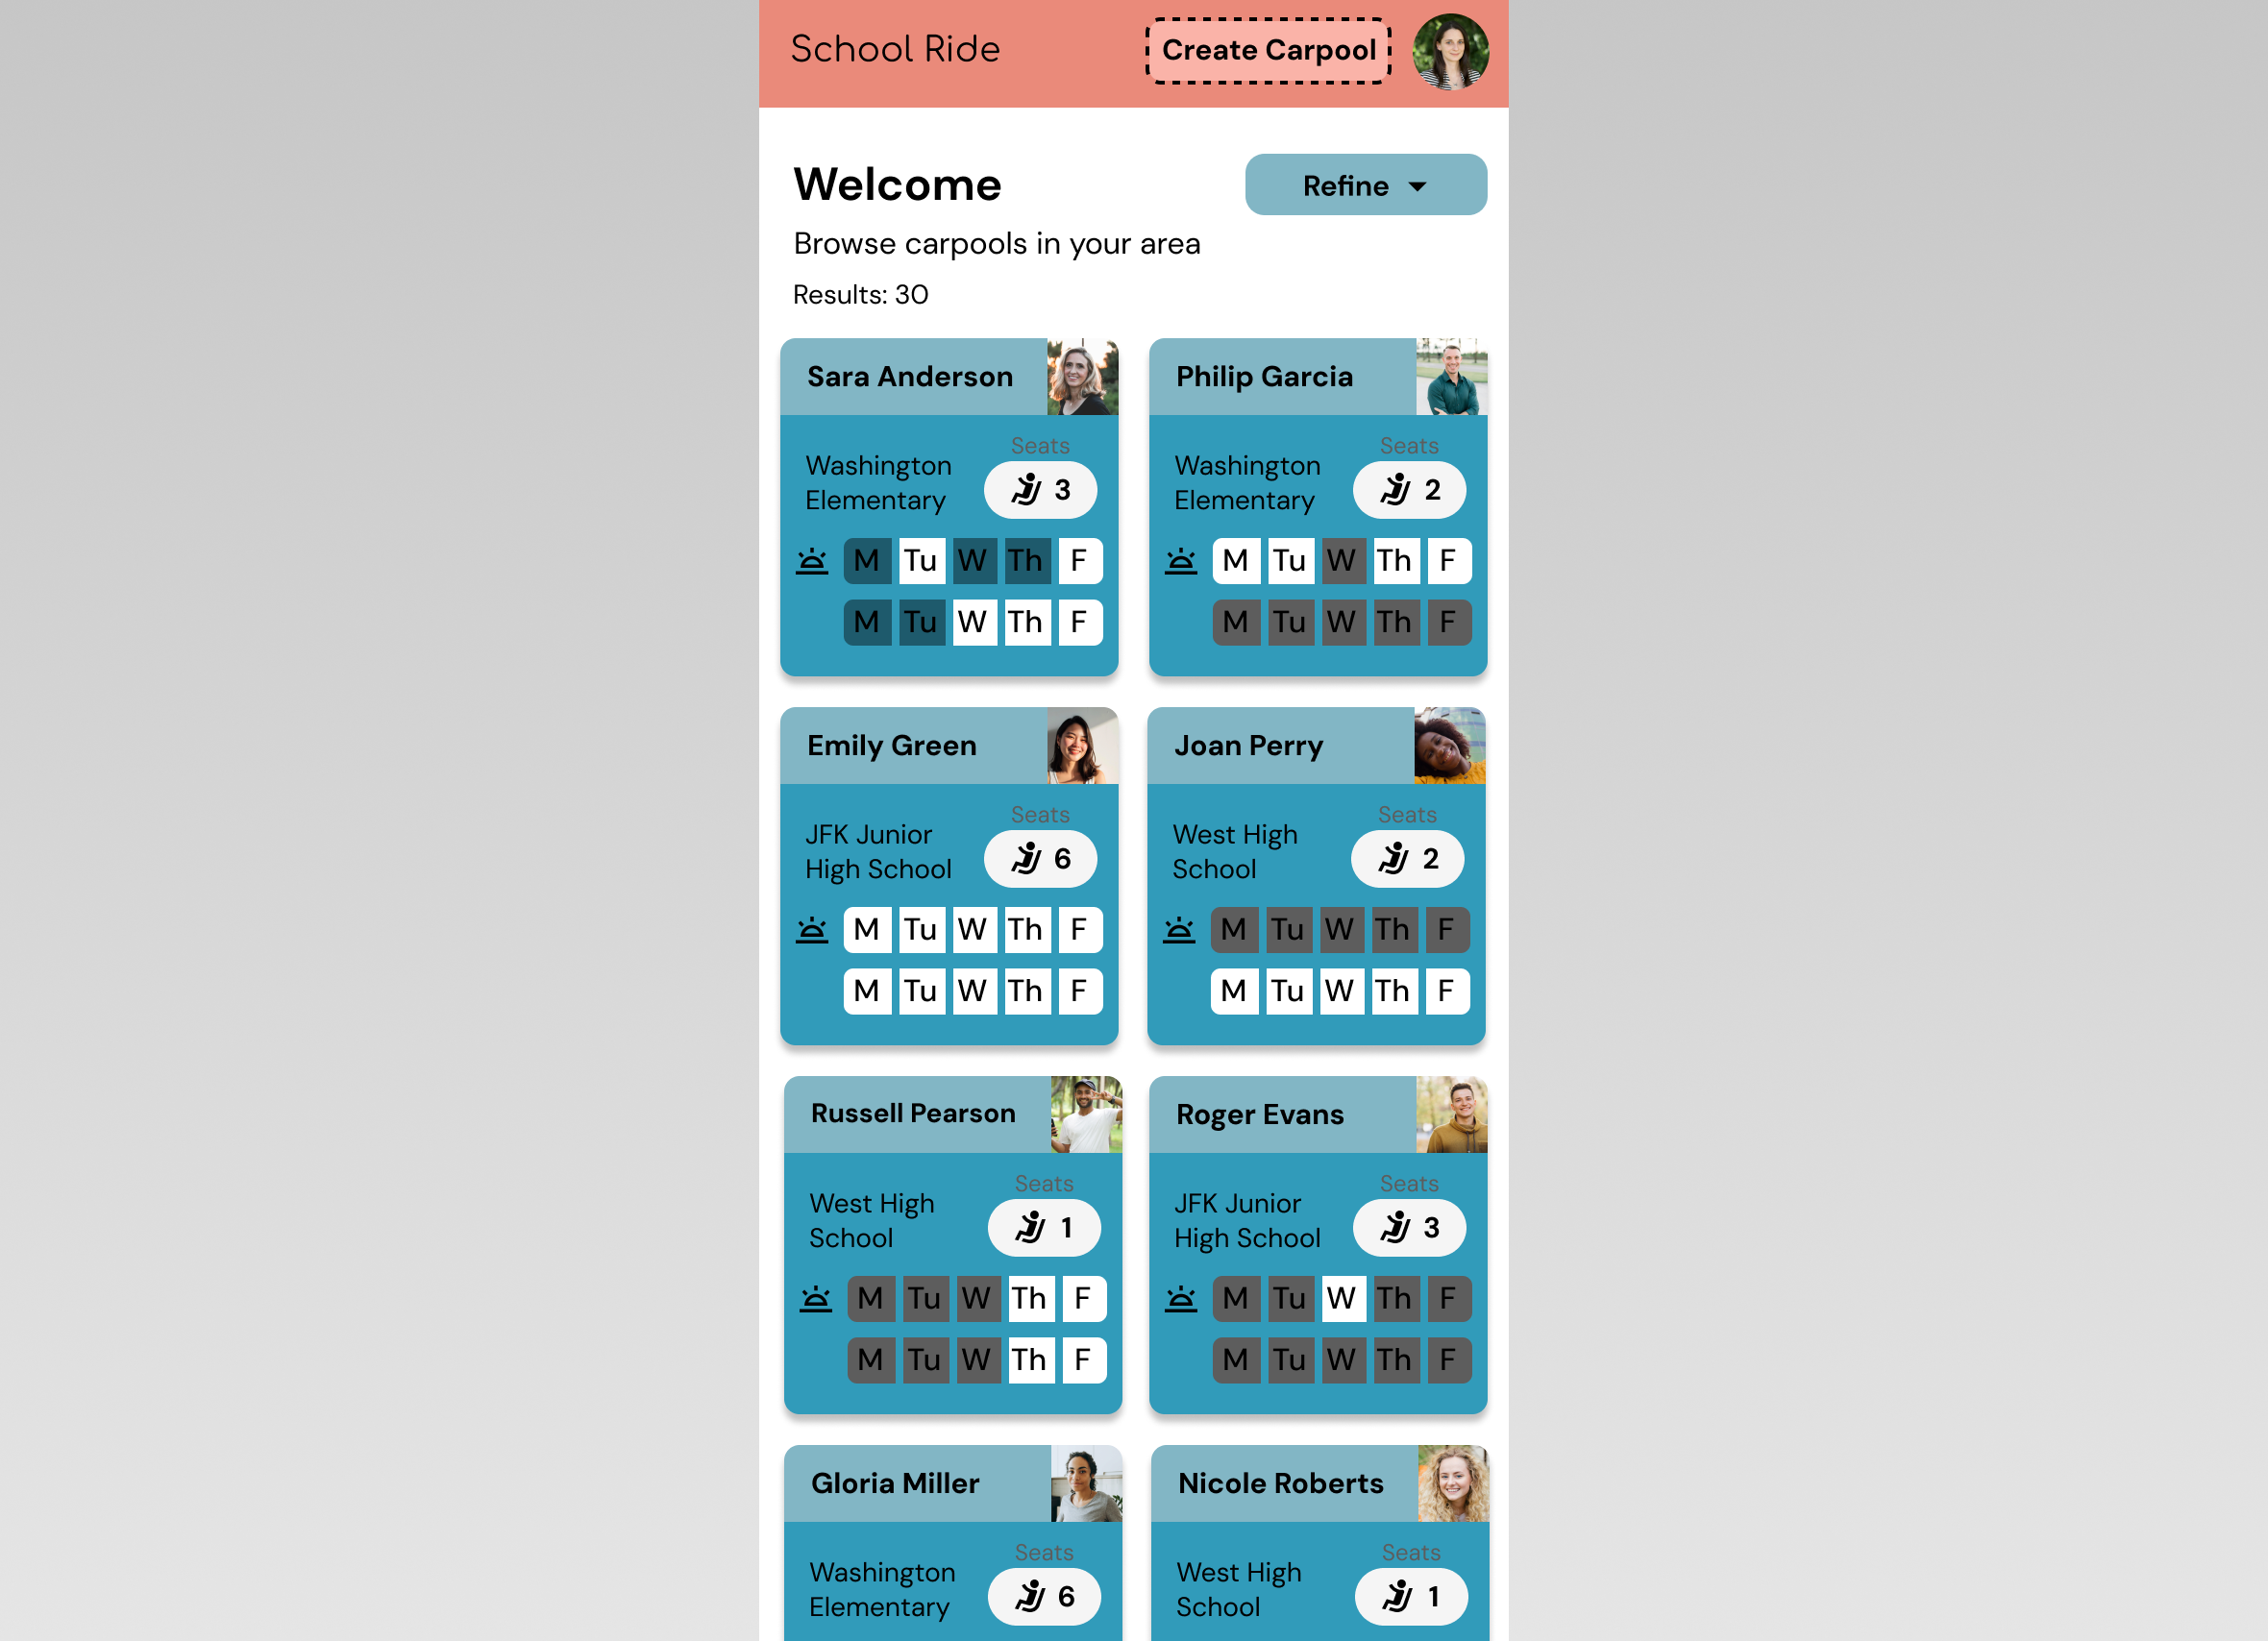 School Ride
Create Carpool
Welcome
Refine
Browse carpools in your area
Results: 30
Sara Anderson
Washington
Elementary
Seats
3
M Tu W Th F
M Tu W Th F
Philip Garcia
Washington
Elementary
Seats
2
M Tu W Th F
M Tu W Th F
Emily Green
JFK Junior
High School
Seats
6
M Tu W Th F
M Tu W Th F
Joan Perry
West High
School
Seats
2
M Tu W Th F
M Tu W Th F
Russell Pearson
West High
School
Seats
1
M Tu W Th F
M Tu W Th F
Roger Evans
JFK Junior
High School
Seats
3
M Tu W Th F
M Tu W Th F
Gloria Miller
Washington
Elementary
Seats
6
Nicole Roberts
West High
School
Seats
1